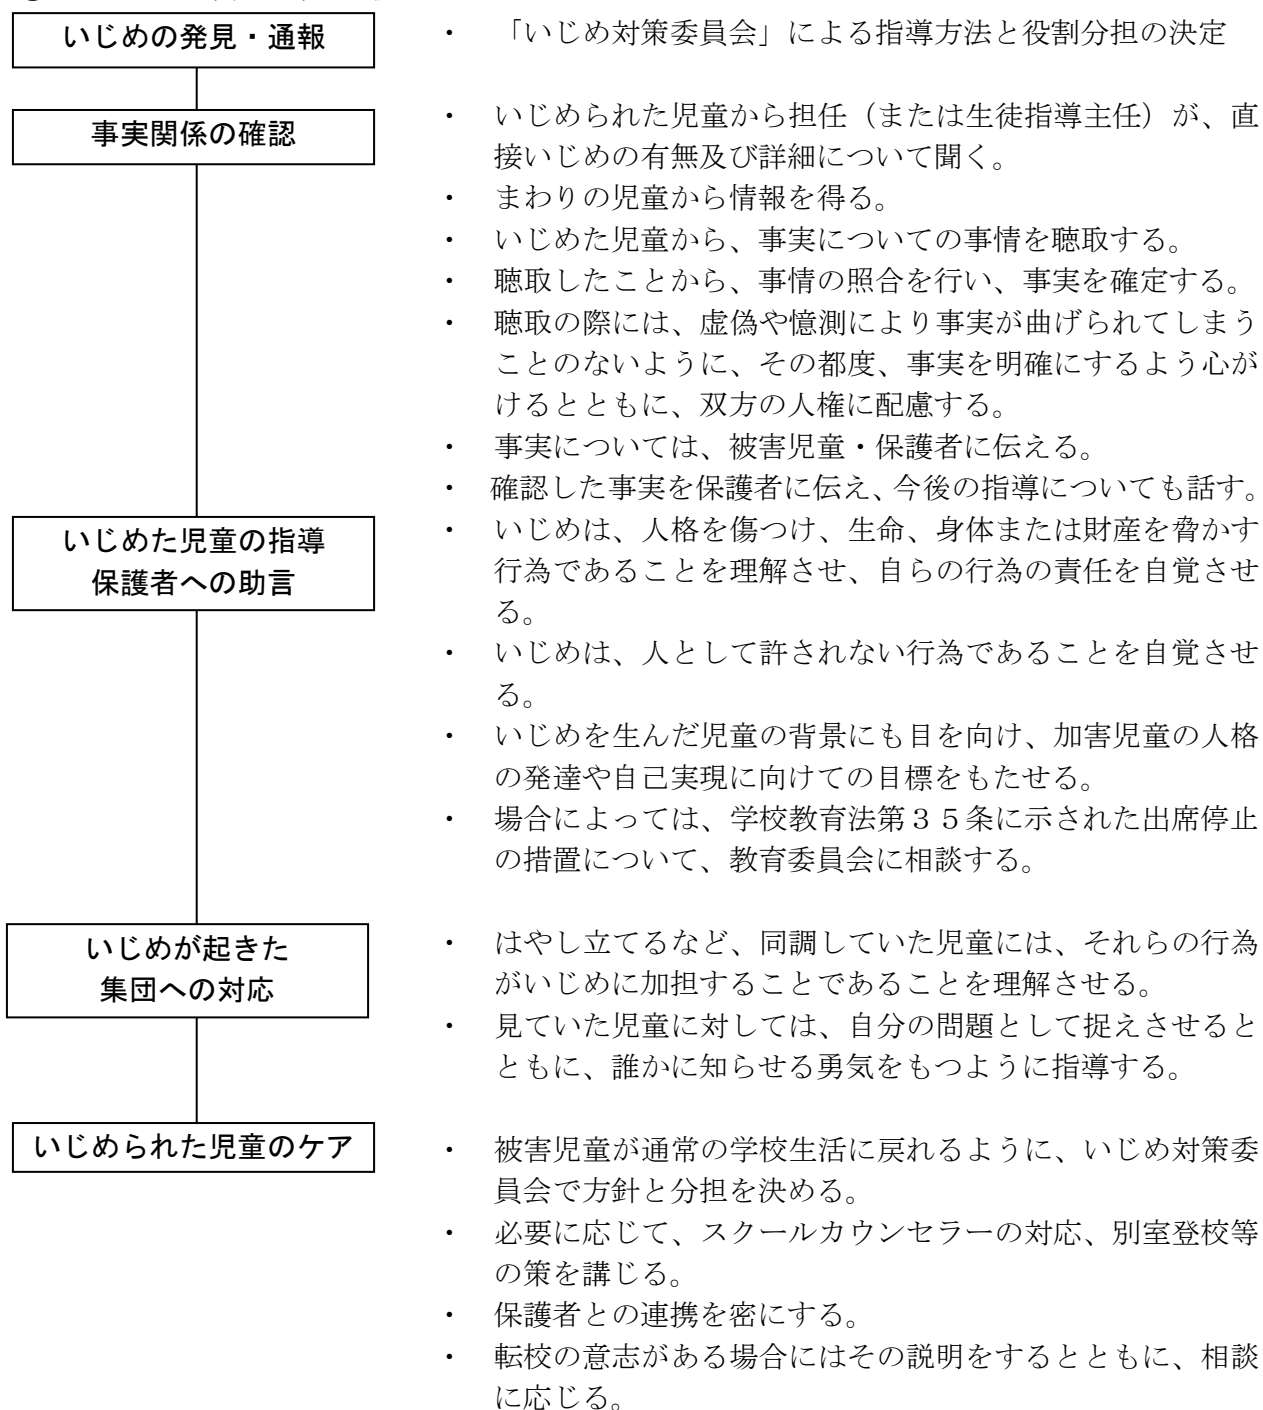 いじめの発見・通報
・ 「いじめ対策委員会」による指導方法と役割分担の決定
事実関係の確認
・ いじめられた児童から担任（または生徒指導主任）が、直
接いじめの有無及び詳細について聞く。
・ まわりの児童から情報を得る。
・ いじめた児童から、事実についての事情を聴取する。
・ 聴取したことから、事情の照合を行い、事実を確定する。
・ 聴取の際には、虚偽や憶測により事実が曲げられてしまう
ことのないように、その都度、事実を明確にするよう心が
けるとともに、双方の人権に配慮する。
・ 事実については、被害児童・保護者に伝える。
・ 確認した事実を保護者に伝え、今後の指導についても話す。
いじめた児童の指導
保護者への助言
・ いじめは、人格を傷つけ、生命、身体または財産を脅かす
行為であることを理解させ、自らの行為の責任を自覚させ
る。
・ いじめは、人として許されない行為であることを自覚させ
る。
・ いじめを生んだ児童の背景にも目を向け、加害児童の人格
の発達や自己実現に向けての目標をもたせる。
・ 場合によっては、学校教育法第３５条に示された出席停止
の措置について、教育委員会に相談する。
いじめが起きた
集団への対応
・ はやし立てるなど、同調していた児童には、それらの行為
がいじめに加担することであることを理解させる。
・ 見ていた児童に対しては、自分の問題として捉えさせると
ともに、誰かに知らせる勇気をもつように指導する。
いじめられた児童のケア
・ 被害児童が通常の学校生活に戻れるように、いじめ対策委
員会で方針と分担を決める。
・ 必要に応じて、スクールカウンセラーの対応、別室登校等
の策を講じる。
・ 保護者との連携を密にする。
・ 転校の意志がある場合にはその説明をするとともに、相談
に応じる。